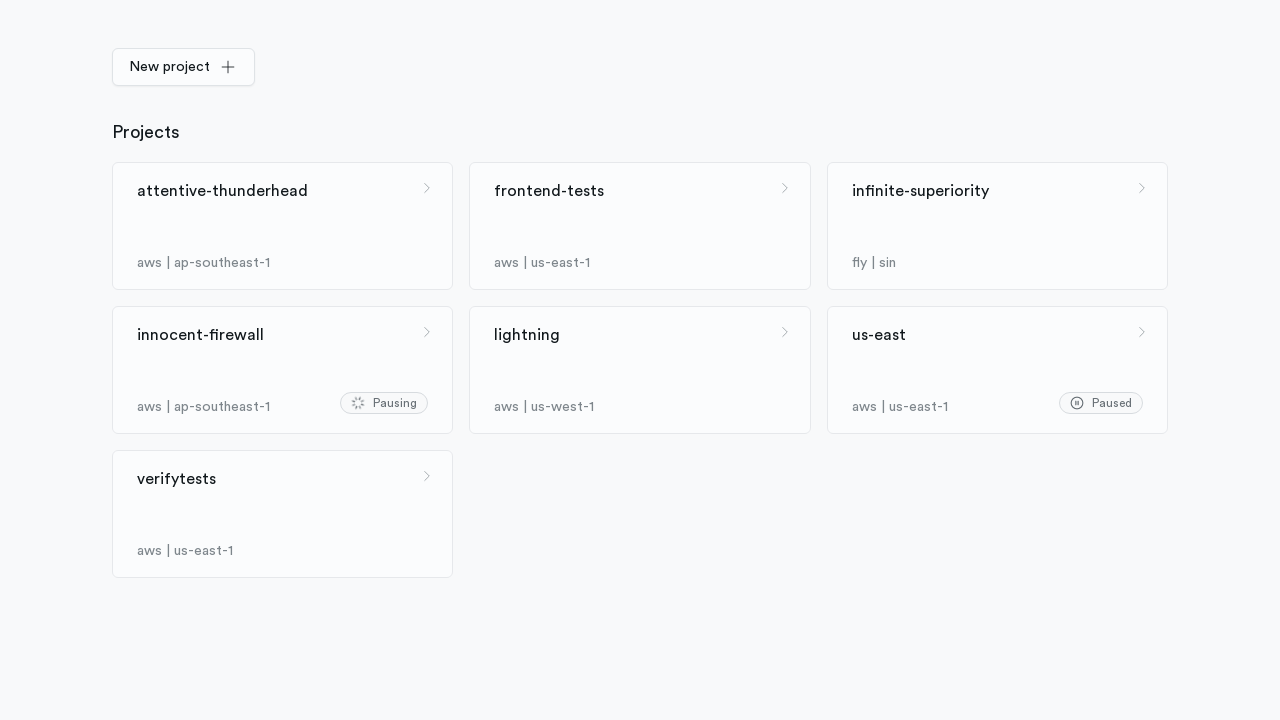 New project
Projects
attentive-thunderhead
aws | ap-southeast-1
frontend-tests
aws | us-east-1
infinite-superiority
fly | sin
innocent-firewall
aws | ap-southeast-1
Pausing
lightning
aws | us-west-1
us-east
aws | us-east-1
Paused
verifytests
aws | us-east-1